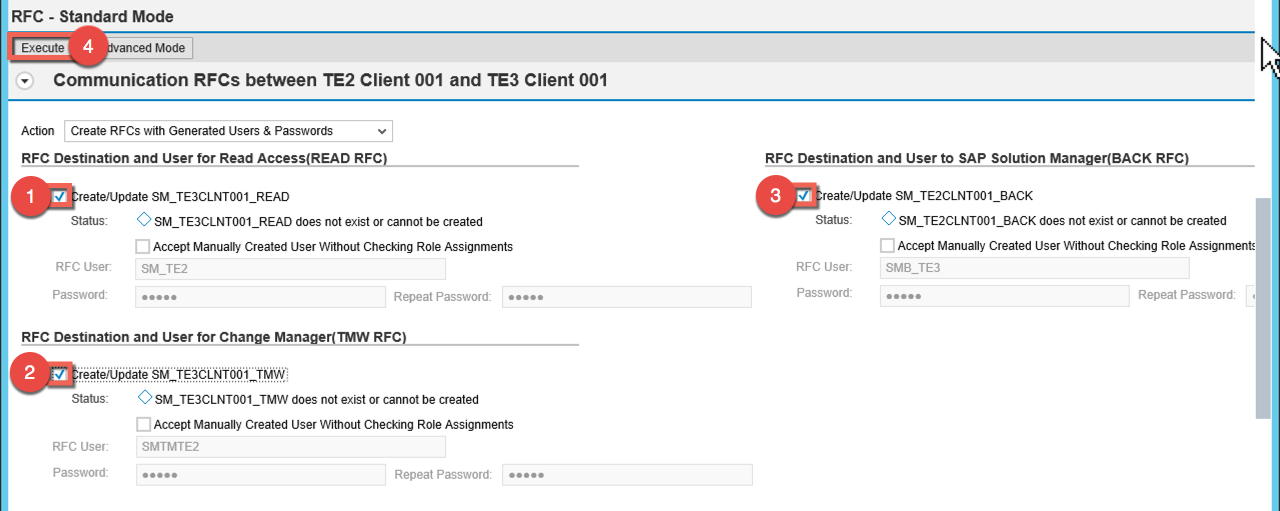 RFC - Standard Mode
Execute 4 dvanced Mode
Communication RFCs between TE2 Client 001 and TE3 Client 001
Action Create RFCs with Generated Users & Passwords
RFC Destination and User for Read Access(READ RFC)
1 Create/Update SM_TE3CLNT001_READ
Status: SM_TE3CLNT001_READ does not exist or cannot be created
Accept Manually Created User Without Checking Role Assignments
RFC User: SM_TE2
Password: ●●●●● Repeat Password: ●●●●●
RFC Destination and User to SAP Solution Manager(BACK RFC)
3 Create/Update SM_TE2CLNT001_BACK
Status: SM_TE2CLNT001_BACK does not exist or cannot be created
Accept Manually Created User Without Checking Role Assignments
RFC User: SMB_TE3
Password: ●●●●● Repeat Password:
RFC Destination and User for Change Manager(TMW RFC)
2 Create/Update SM_TE3CLNT001_TMW
Status: SM_TE3CLNT001_TMW does not exist or cannot be created
Accept Manually Created User Without Checking Role Assignments
RFC User: SMTMTE2
Password: ●●●●● Repeat Password: ●●●●●